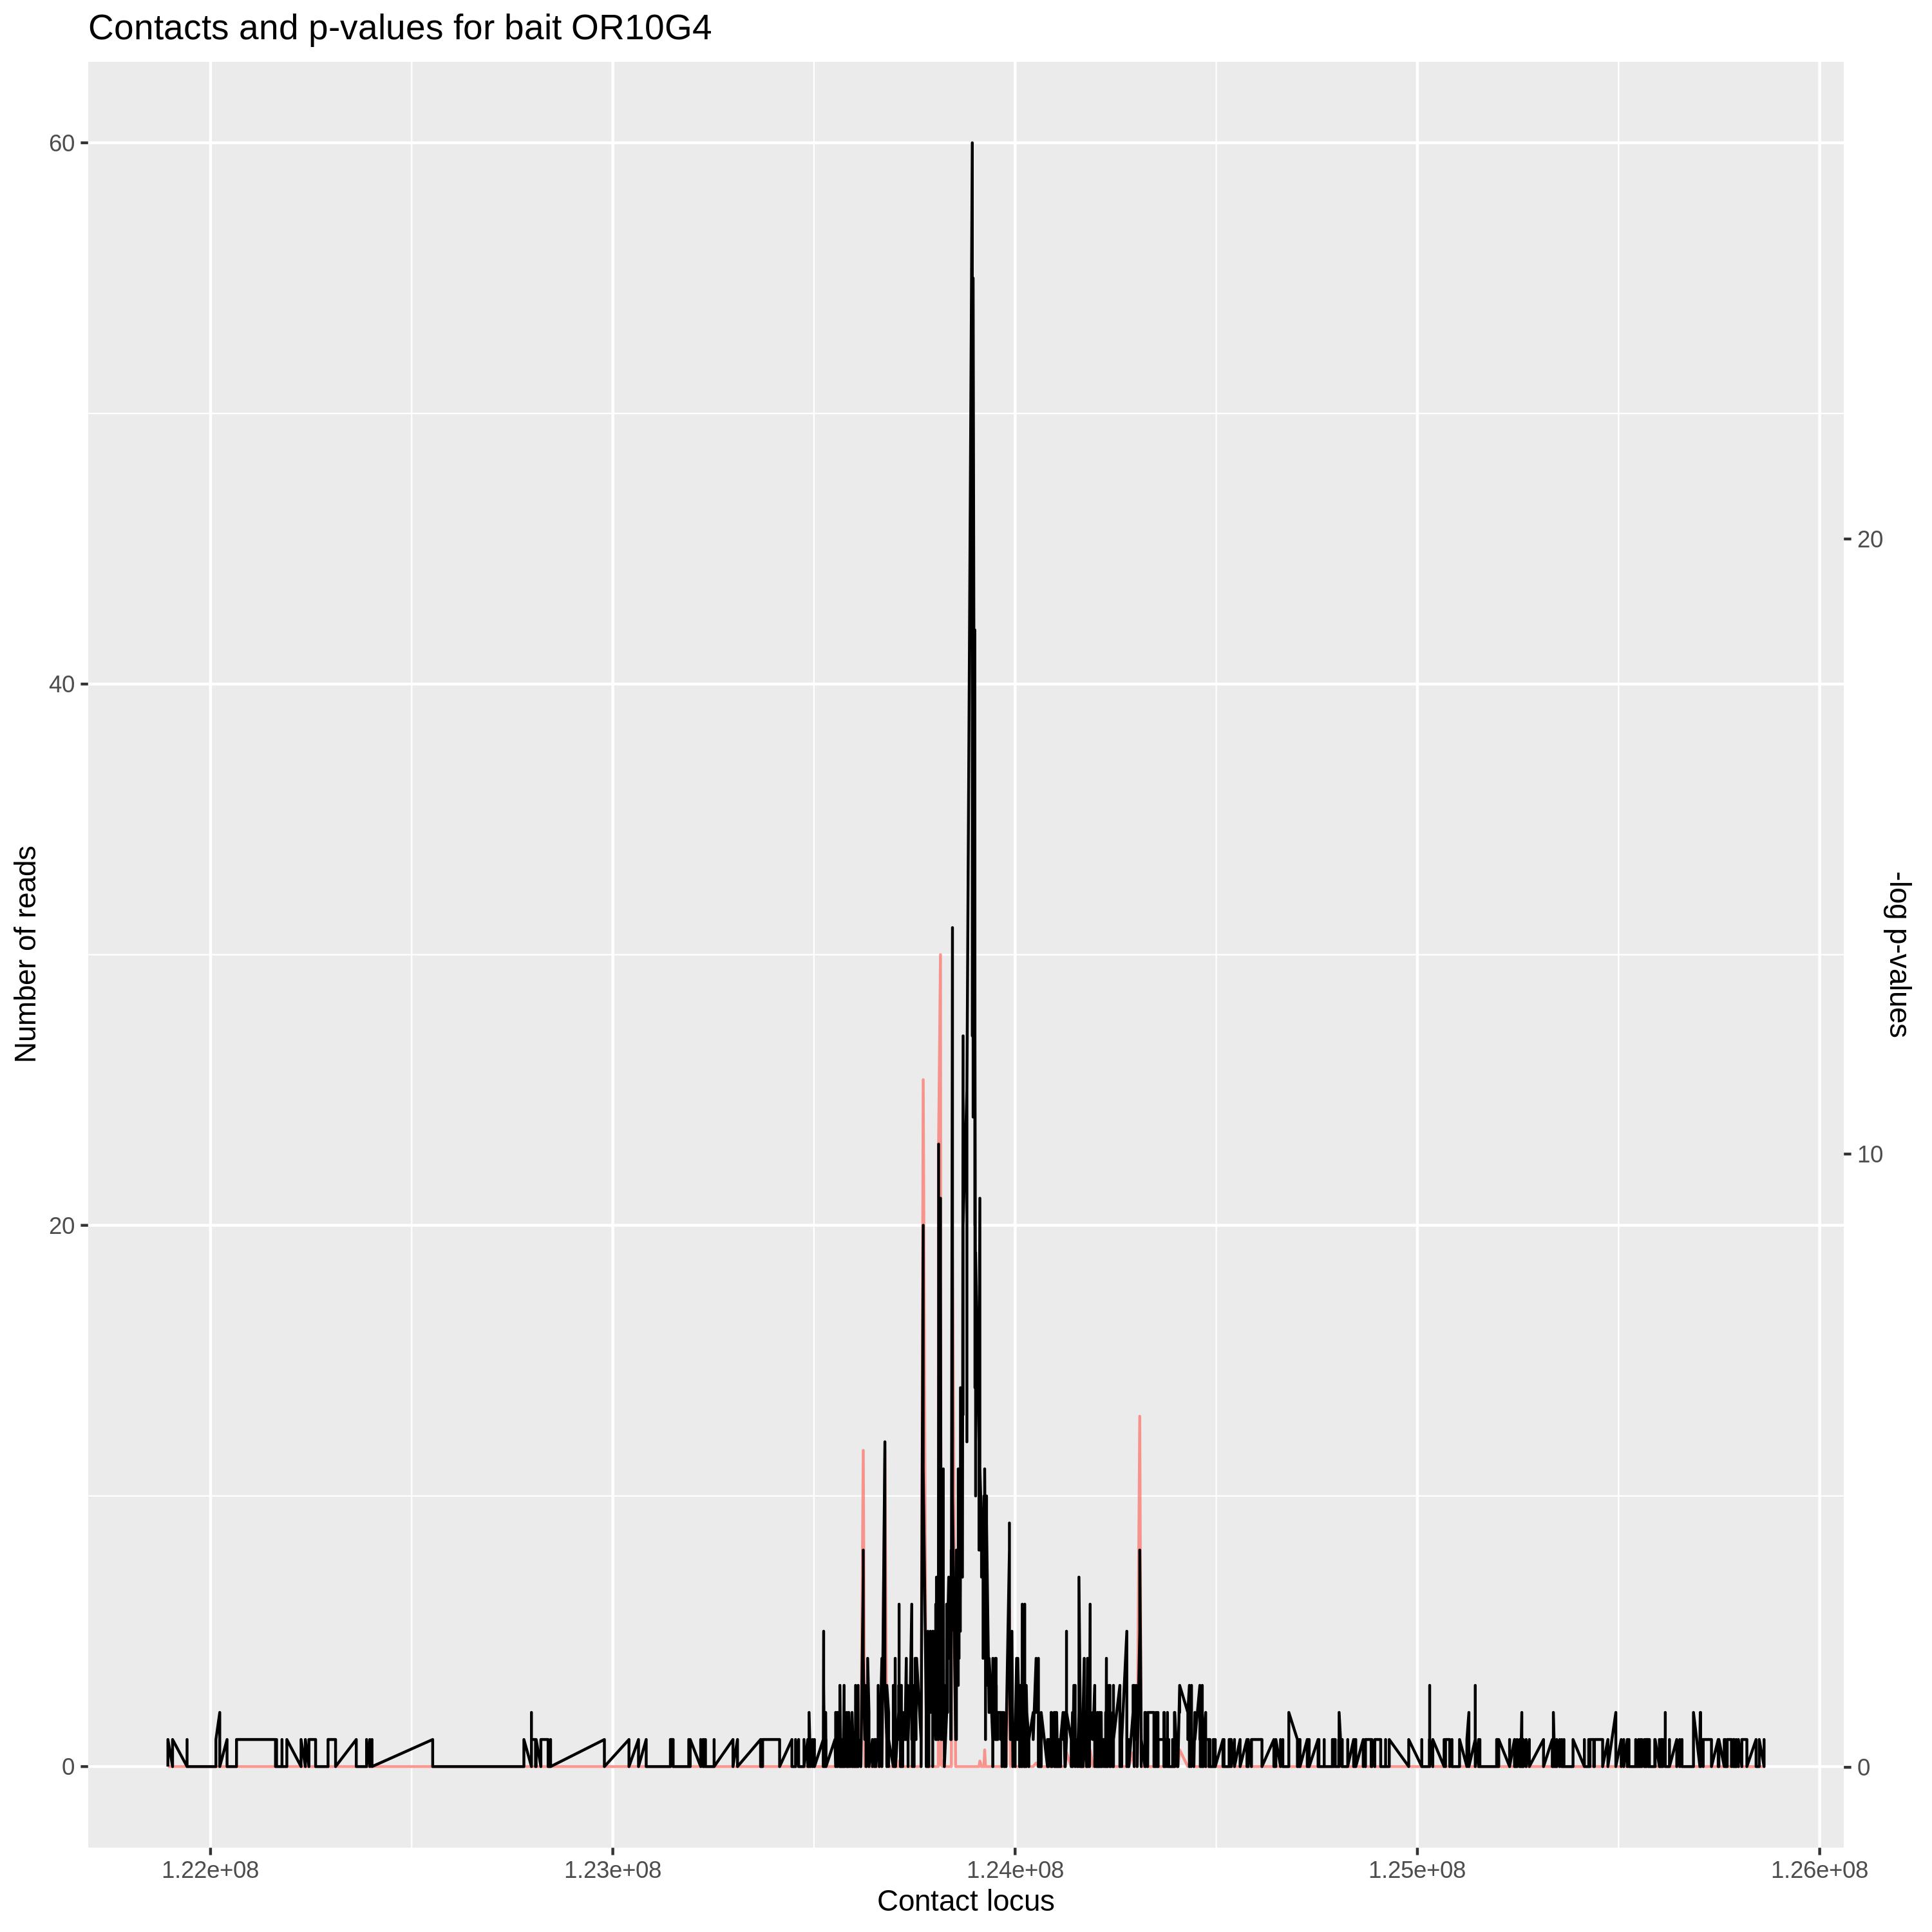 Contacts and p-values for bait OR10G4
60
40
20
0
Number of reads
20
10
0
-log p-values
1.22e+08
1.23e+08
1.24e+08
1.25e+08
1.26e+08
Contact locus